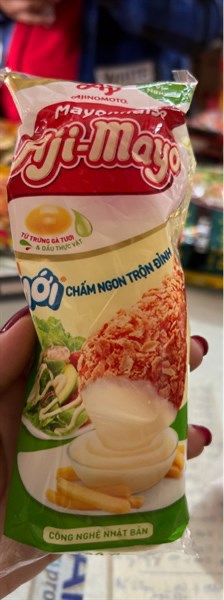 AJINOMOTO
Mayonnaise
Aji-mayo
TỪ TRỨNG GÀ TƯƠI
& DẦU THỰC VẬT
MỚI
CHẤM NGON TRỘN ĐỈNH
CÔNG NGHỆ NHẬT BẢN